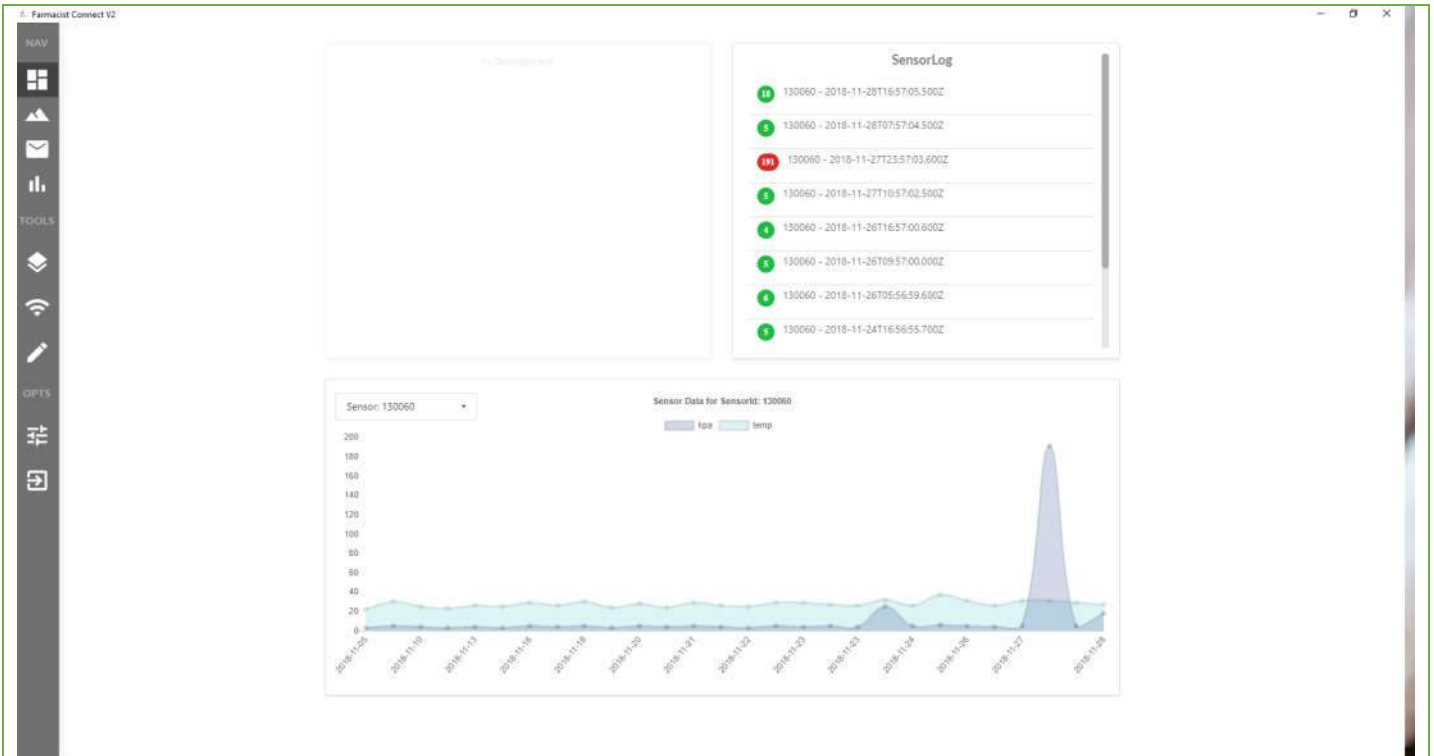 Farmacist Connect V2
NAV
TOOLS
OPTS
In Development
SensorLog
18 130060 - 2018-11-28T16:57:05.500Z
5 130060 - 2018-11-28T07:57:04.500Z
191 130060 - 2018-11-27T23:57:03.600Z
5 130060 - 2018-11-27T10:57:02.500Z
4 130060 - 2018-11-26T16:57:00.600Z
5 130060 - 2018-11-26T09:57:00.000Z
6 130060 - 2018-11-26T05:56:59.600Z
5 130060 - 2018-11-24T16:56:55.700Z
Sensor: 130060
Sensor Data for SensorId: 130060
kpa temp
200
180
160
140
120
100
80
60
40
20
0
2018-11-05 2018-11-10 2018-11-13 2018-11-16 2018-11-18 2018-11-20 2018-11-21 2018-11-22 2018-11-23 2018-11-23 2018-11-24 2018-11-26 2018-11-27 2018-11-28